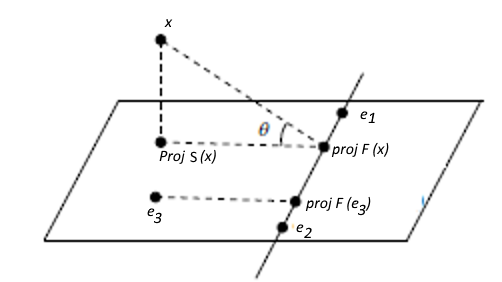 x
e1
θ
Proj S (x)
proj F (x)
e3
proj F (e3)
e2